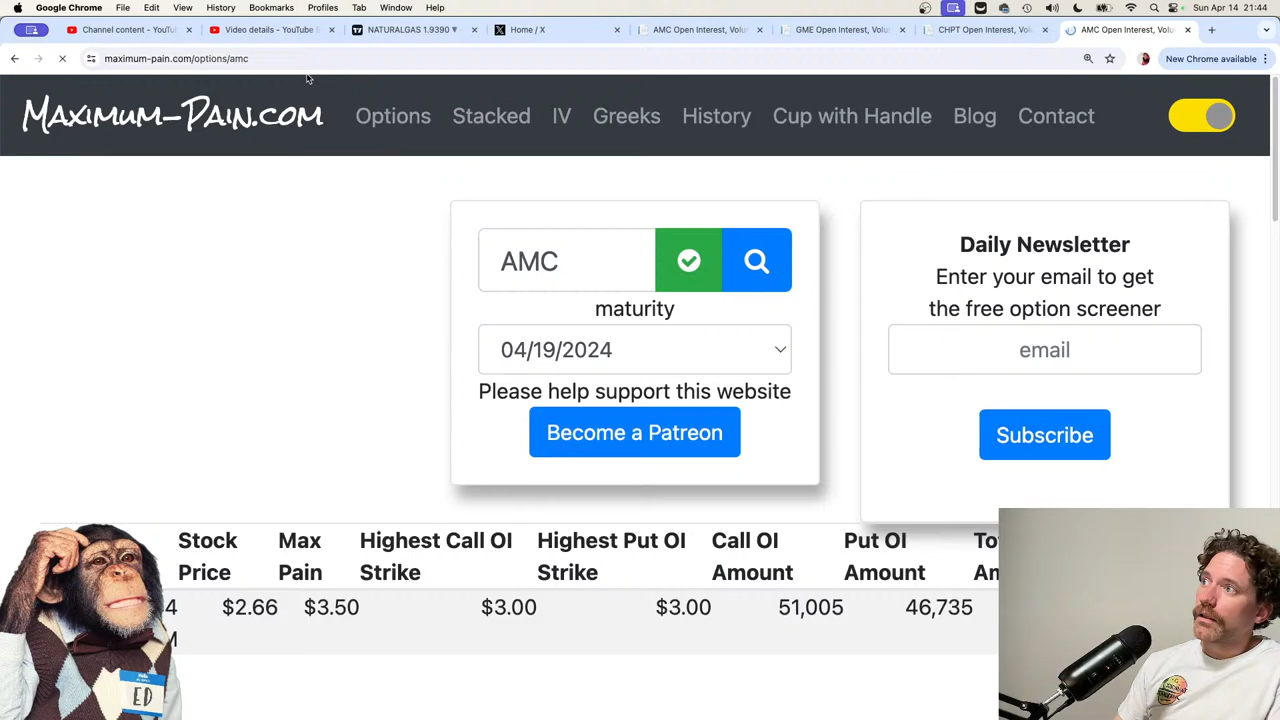 Google Chrome File Edit View History Bookmarks Profiles Tab Window Help Sun Apr 14 21:44
Channel content - YouTu Video details - YouTube S NATURALGAS 1.9390 ▼ Home / X AMC Open Interest, Volu GME Open Interest, Volu CHPT Open Interest, Volu AMC Open Interest, Volu
maximum-pain.com/options/amc New Chrome available
Maximum-Pain.com Options Stacked IV Greeks History Cup with Handle Blog Contact
AMC
maturity
04/19/2024
Please help support this website
Become a Patreon
Daily Newsletter
Enter your email to get
the free option screener
email
Subscribe
Stock Price Max Pain Highest Call OI Strike Highest Put OI Strike Call OI Amount Put OI Amount
4 $2.66 $3.50 $3.00 $3.00 51,005 46,735
M
ED